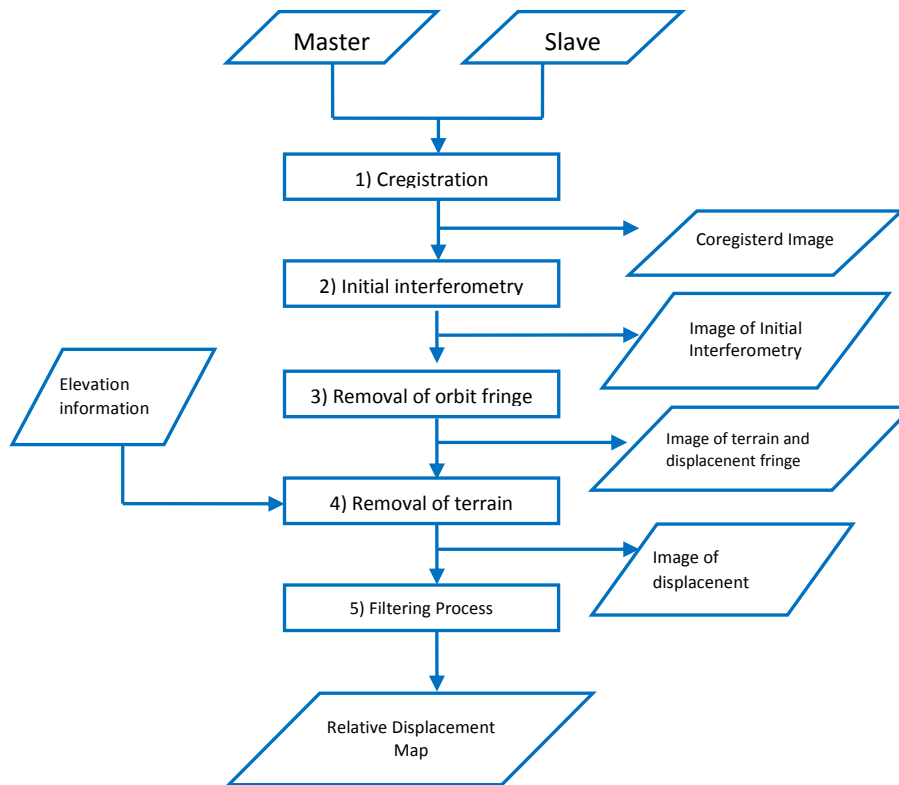 Master
Slave
1) Cregistration
Coregisterd Image
2) Initial interferometry
Image of Initial
Interferometry
Elevation
information
3) Removal of orbit fringe
Image of terrain and
displacenent fringe
4) Removal of terrain
Image of
displacenent
5) Filtering Process
Relative Displacement
Map